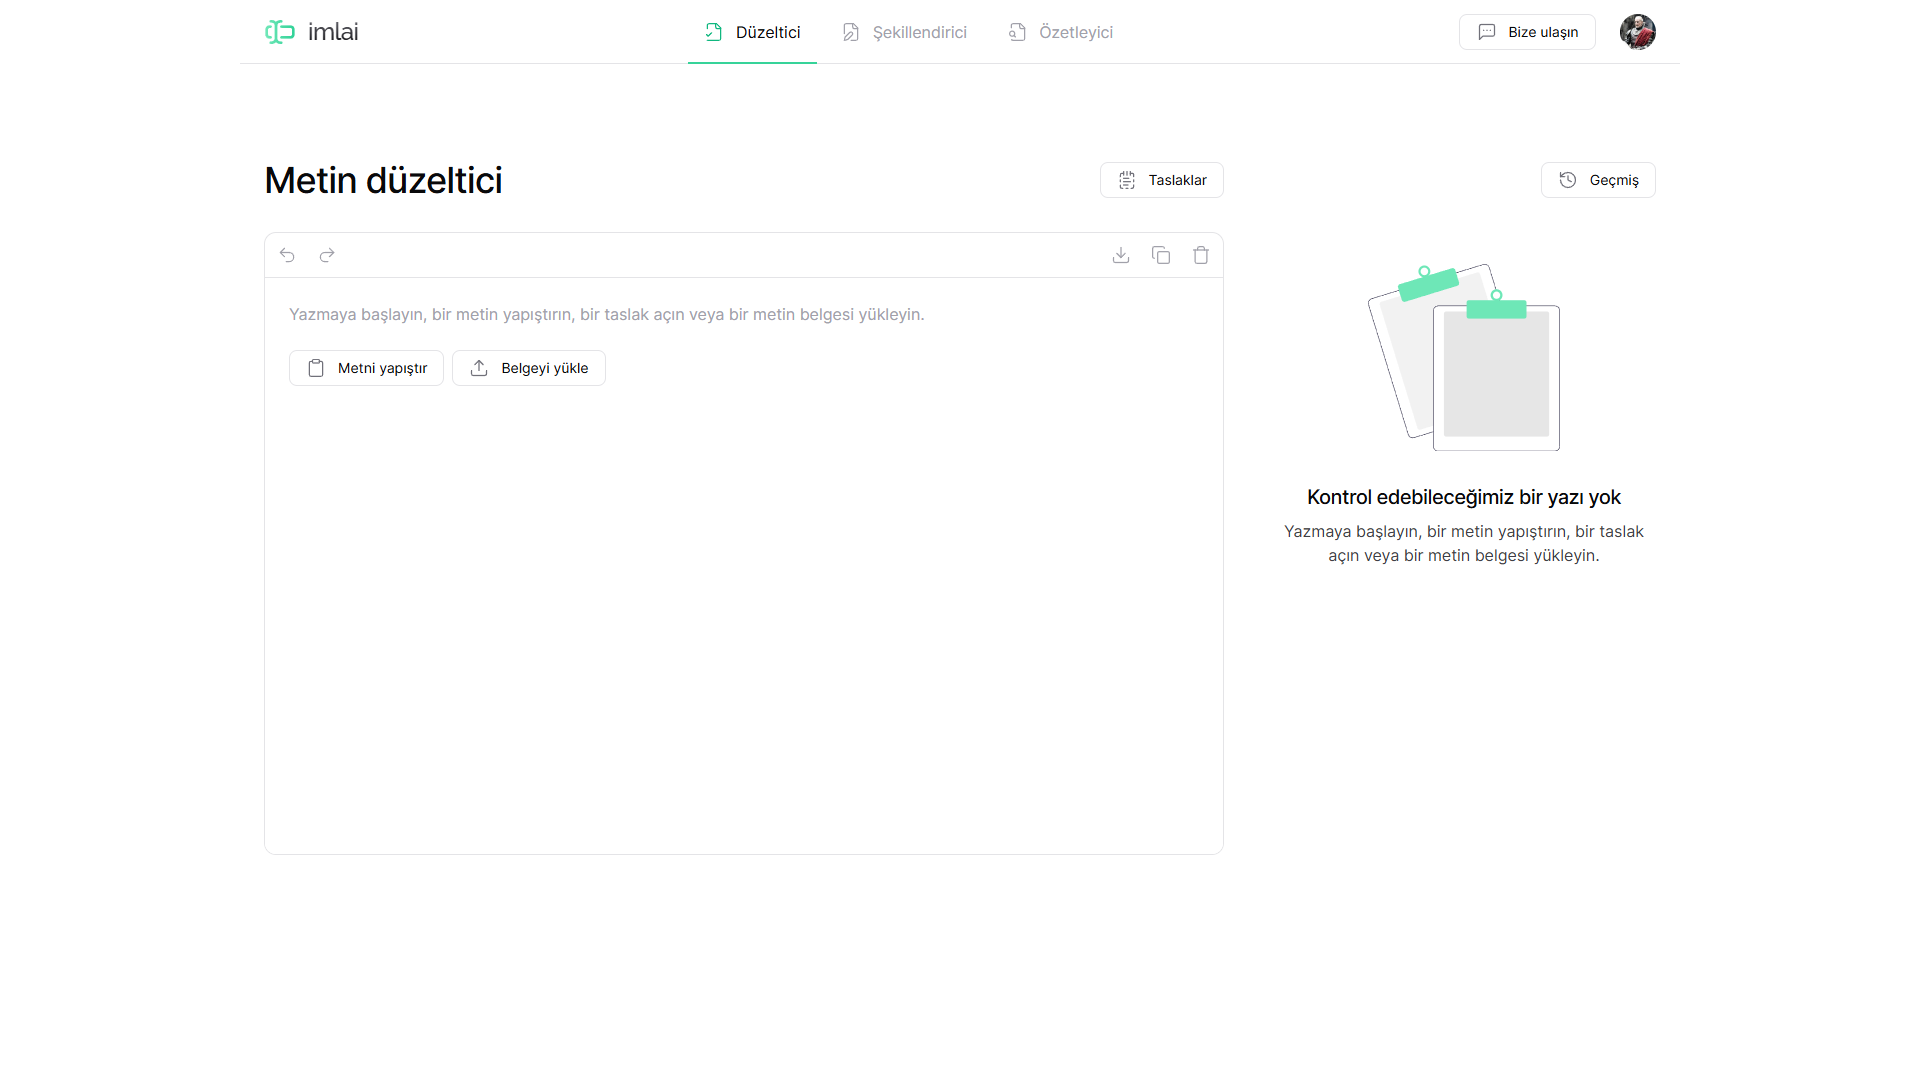 imlai
Düzeltici
Şekillendirici
Özetleyici
Bize ulaşın
Metin düzeltici
Taslaklar
Geçmiş
Yazmaya başlayın, bir metin yapıştırın, bir taslak açın veya bir metin belgesi yükleyin.
Metni yapıştır
Belgeyi yükle
Kontrol edebileceğimiz bir yazı yok
Yazmaya başlayın, bir metin yapıştırın, bir taslak
açın veya bir metin belgesi yükleyin.